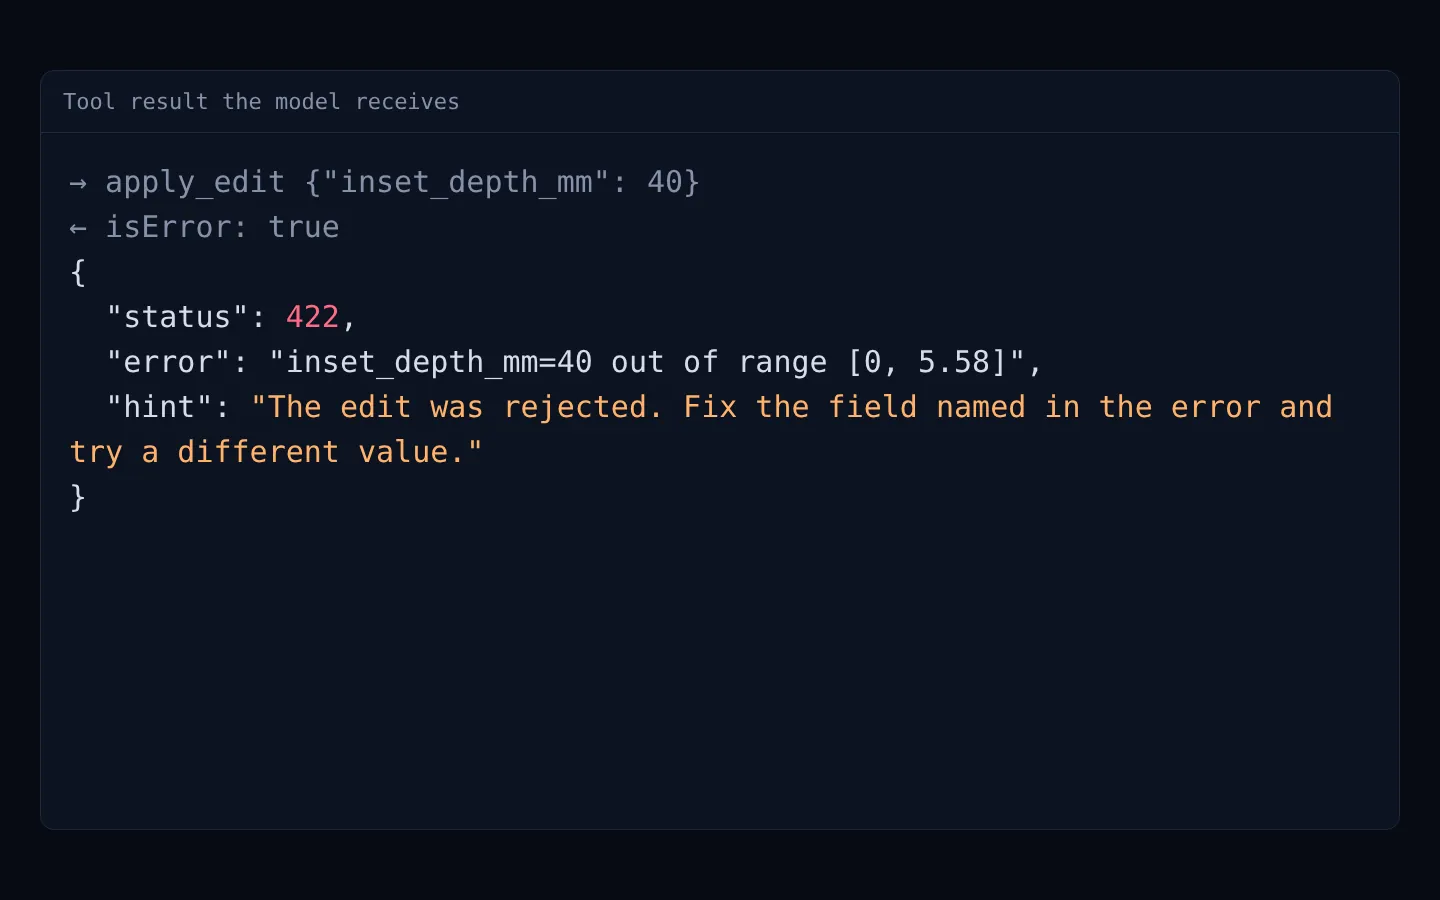 Tool result the model receives
→ apply_edit {"inset_depth_mm": 40}
← isError: true
{
  "status": 422,
  "error": "inset_depth_mm=40 out of range [0, 5.58]",
  "hint": "The edit was rejected. Fix the field named in the error and
try a different value."
}